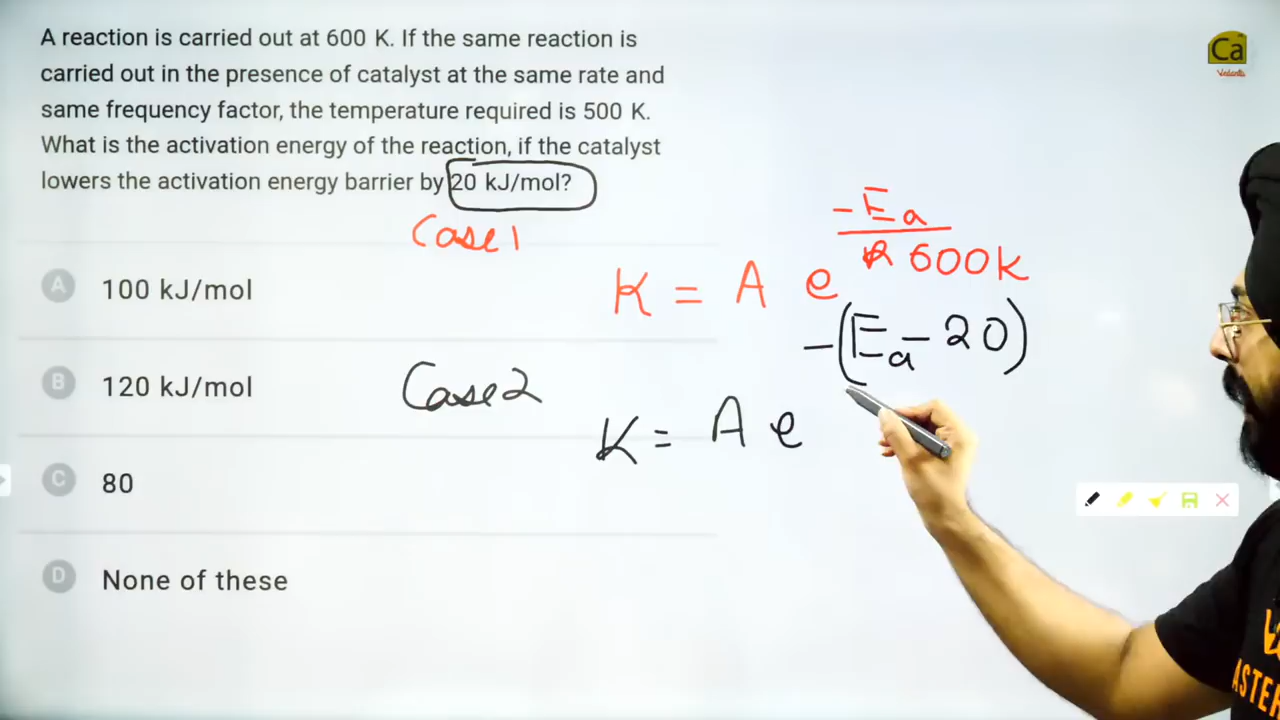 A reaction is carried out at 600 K. If the same reaction is
carried out in the presence of catalyst at the same rate and
same frequency factor, the temperature required is 500 K.
What is the activation energy of the reaction, if the catalyst
lowers the activation energy barrier by 20 kJ/mol?
Ca
Vedantu
Case 1
K = A e
-Ea
R 600K
A 100 kJ/mol
B 120 kJ/mol
Case 2
K = A e
-(Ea-20)
C 80
D None of these
ASTER